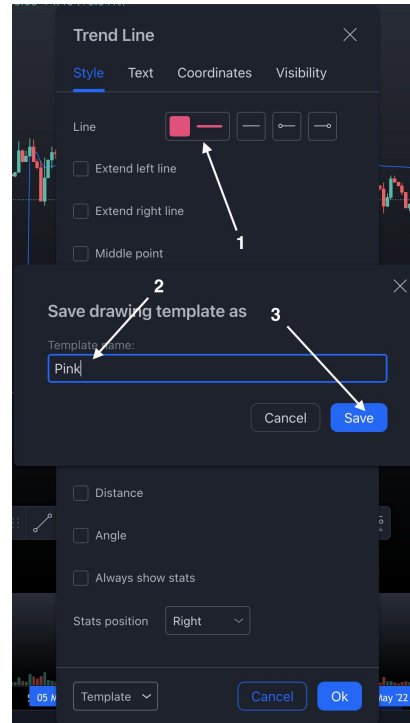 Trend Line
Style Text Coordinates Visibility
Line
1
Extend left line
Extend right line
Middle point
2
Save drawing template as
3
Template name:
Pink
Cancel Save
Distance
Angle
Always show stats
Stats position Right
Template Cancel Ok
05 May '22